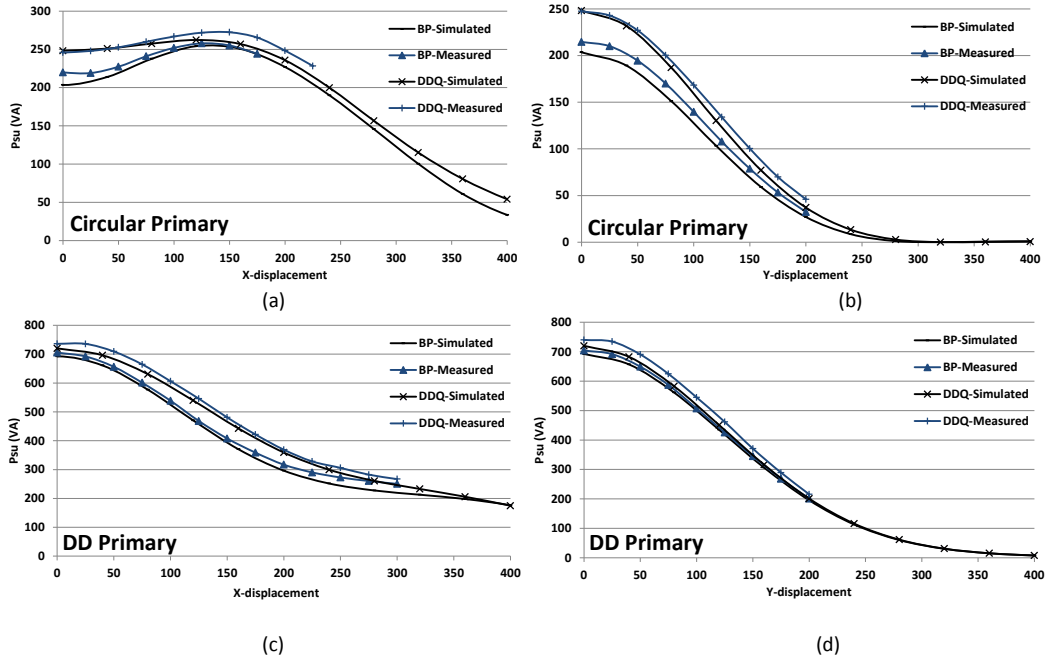 350
300
250
200
150
100
50
0
Psu (VA)
BP-Simulated
BP-Measured
DDQ-Simulated
DDQ-Measured
Circular Primary
0 50 100 150 200 250 300 350 400
X-displacement
(a)
250
200
150
100
50
0
Psu (VA)
BP-Simulated
BP-Measured
DDQ-Simulated
DDQ-Measured
Circular Primary
0 50 100 150 200 250 300 350 400
Y-displacement
(b)
800
700
600
500
400
300
200
100
0
Psu (VA)
BP-Simulated
BP-Measured
DDQ-Simulated
DDQ-Measured
DD Primary
0 50 100 150 200 250 300 350 400
X-displacement
(c)
800
700
600
500
400
300
200
100
0
Psu (VA)
BP-Simulated
BP-Measured
DDQ-Simulated
DDQ-Measured
DD Primary
0 50 100 150 200 250 300 350 400
Y-displacement
(d)